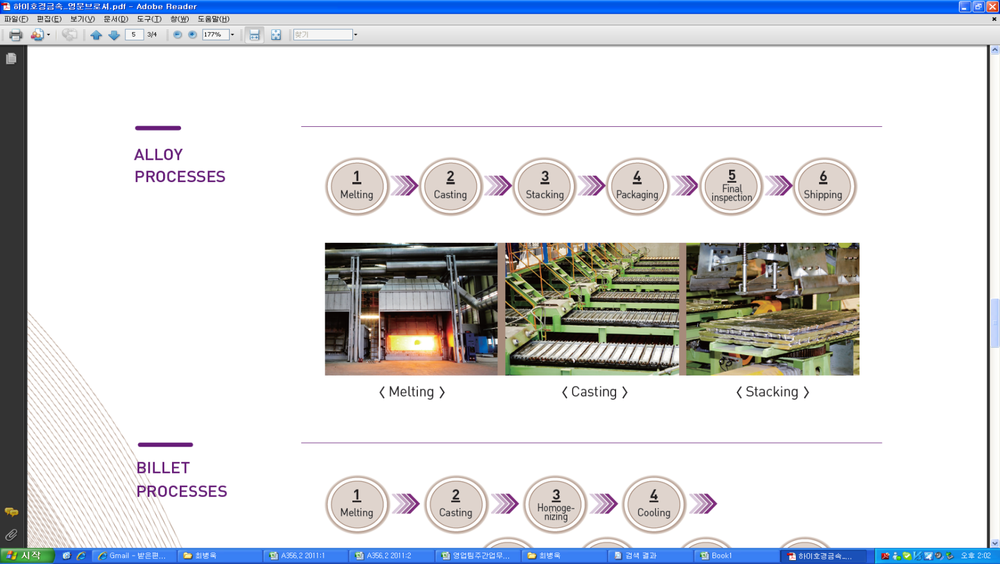 하이호경금속_영문브로셔.pdf - Adobe Reader
파일(F) 편집(E) 보기(V) 문서(D) 도구(T) 창(W) 도움말(H)
5 3/4 177% 찾기
ALLOY
PROCESSES
1 Melting
2 Casting
3 Stacking
4 Packaging
5 Final
inspection
6 Shipping
〈 Melting 〉 〈 Casting 〉 〈 Stacking 〉
BILLET
PROCESSES
1 Melting
2 Casting
3 Homoge-
nizing
4 Cooling
시작 Gmail - 받은편... 최병욱 A356,2 2011:1 A356,2 2011:2 영업팀주간업무... 최병욱 검색 결과 Book1 하이호경금속_... 오후 2:02